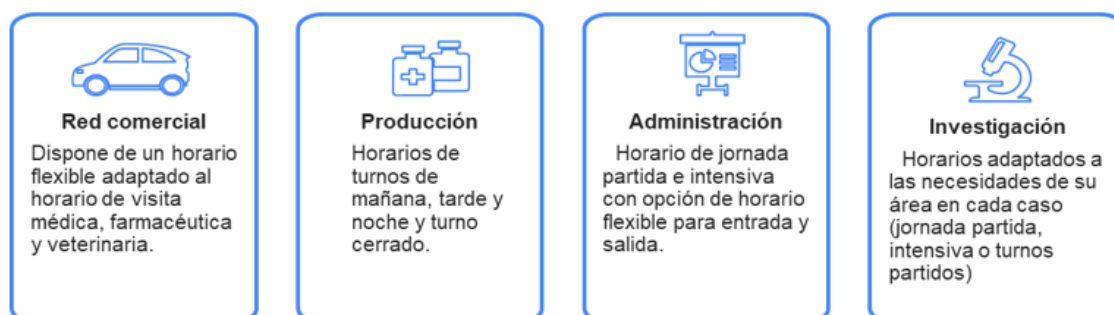 Red comercial
Dispone de un horario
flexible adaptado al
horario de visita
médica, farmacéutica
y veterinaria.
Producción
Horarios de
turnos de
mañana, tarde y
noche y turno
cerrado.
Administración
Horario de jornada
partida e intensiva
con opción de horario
flexible para entrada y
salida.
Investigación
Horarios adaptados a
las necesidades de su
área en cada caso
(jornada partida,
intensiva o turnos
partidos)